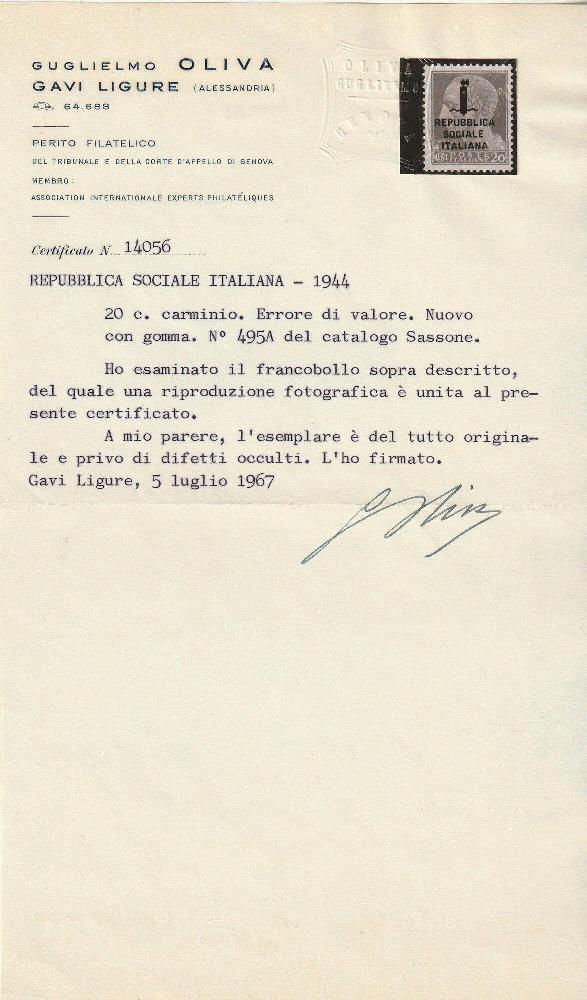 GUGLIELMO OLIVA
GAVI LIGURE (ALESSANDRIA)
64.688
PERITO FILATELICO
DEL TRIBUNALE E DELLA CORTE D'APPELLO DI GENOVA
MEMBRO:
ASSOCIATION INTERNATIONALE EXPERTS PHILATÉLIQUES
REPUBBLICA
SOCIALE
ITALIANA
POSTE
ITALIANE
20
Certificato N. 14056
REPUBBLICA SOCIALE ITALIANA - 1944
20 c. carminio. Errore di valore. Nuovo
con gomma. N° 495A del catalogo Sassone.
Ho esaminato il francobollo sopra descritto,
del quale una riproduzione fotografica è unita al pre-
sente certificato.
A mio parere, l'esemplare è del tutto origina-
le e privo di difetti occulti. L'ho firmato.
Gavi Ligure, 5 luglio 1967